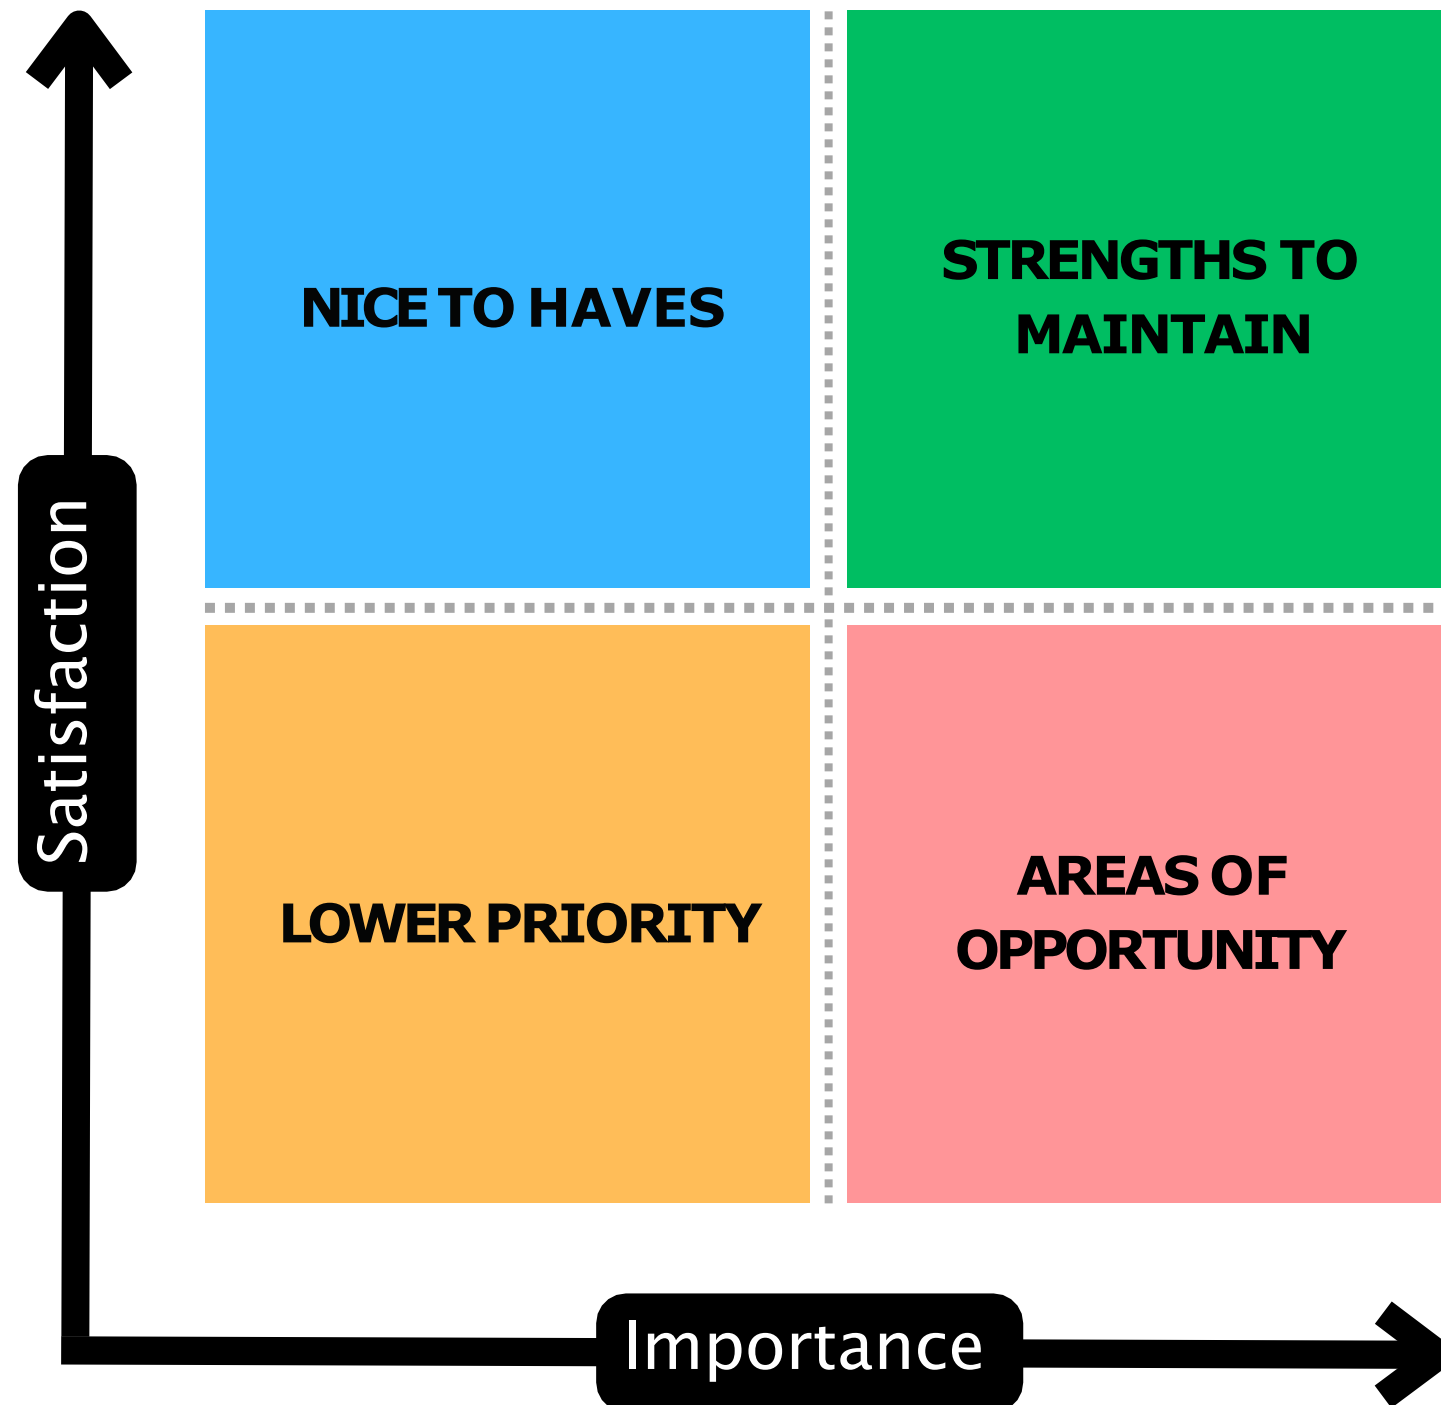 NICE TO HAVES
STRENGTHS TO
MAINTAIN
Satisfaction
LOWER PRIORITY
AREAS OF
OPPORTUNITY
Importance